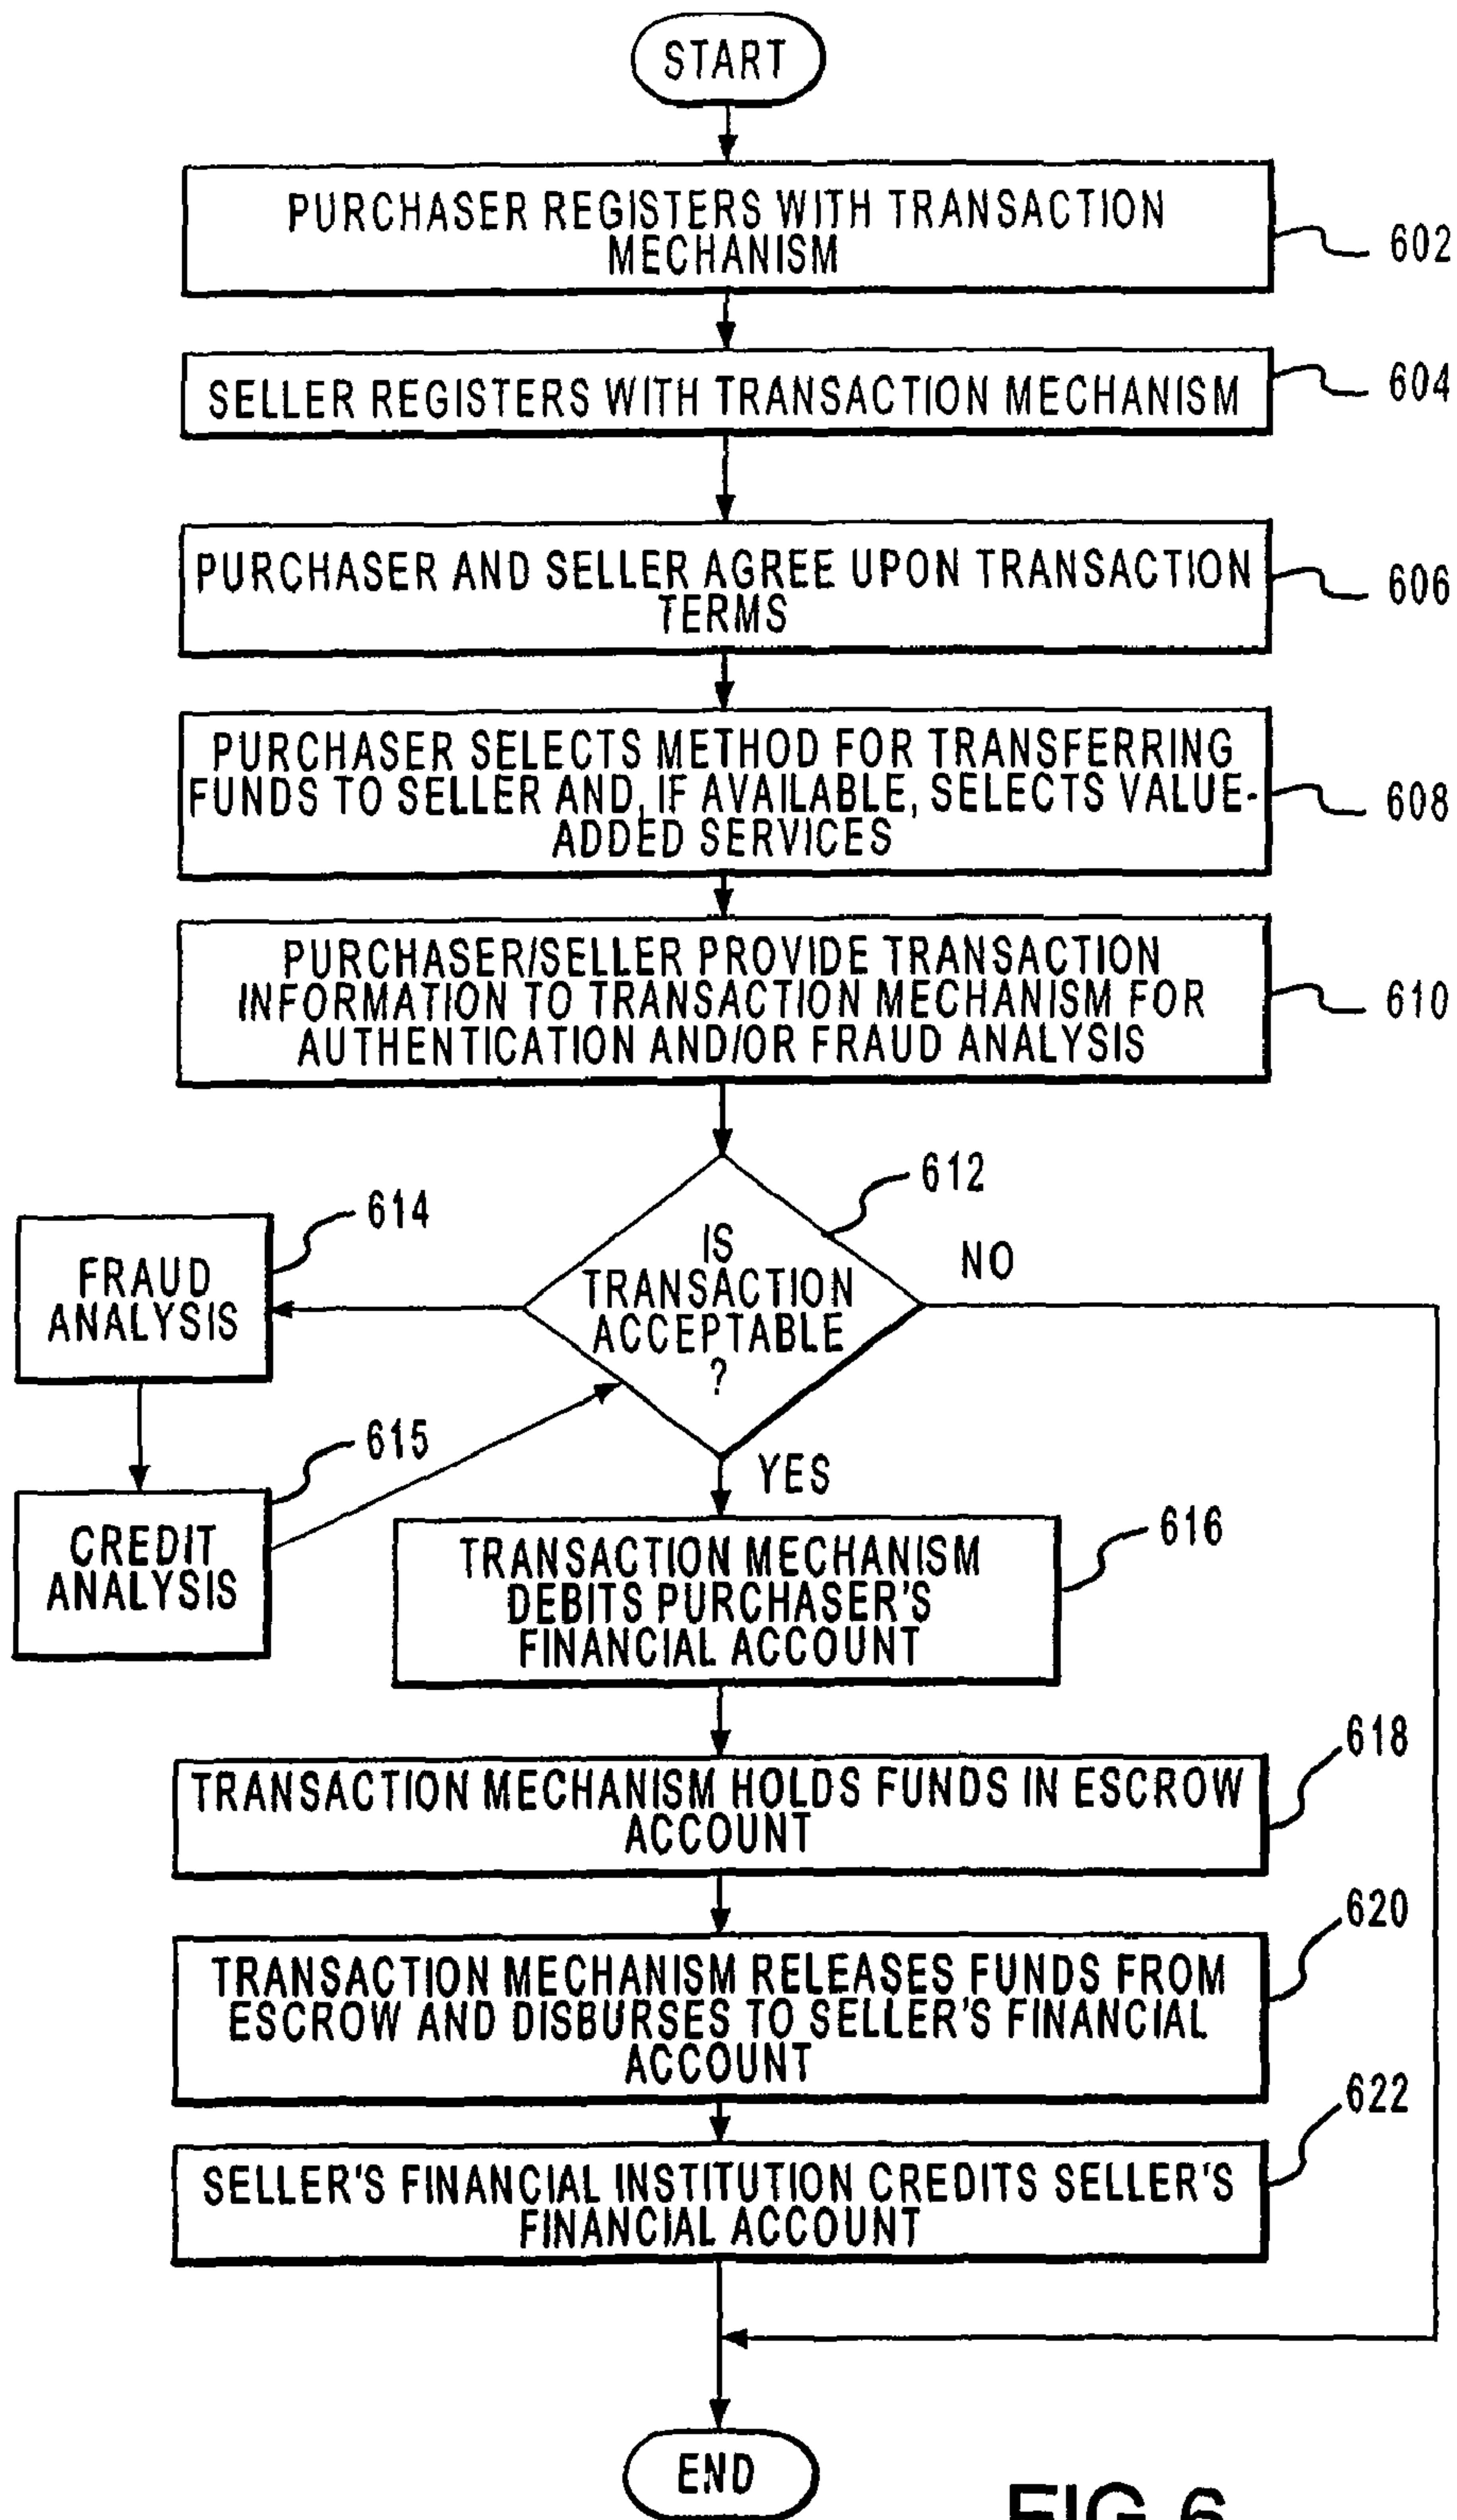 START
PURCHASER REGISTERS WITH TRANSACTION
MECHANISM
602
SELLER REGISTERS WITH TRANSACTION MECHANISM
604
PURCHASER AND SELLER AGREE UPON TRANSACTION
TERMS
606
PURCHASER SELECTS METHOD FOR TRANSFERRING
FUNDS TO SELLER AND, IF AVAILABLE, SELECTS VALUE-
ADDED SERVICES
608
PURCHASER/SELLER PROVIDE TRANSACTION
INFORMATION TO TRANSACTION MECHANISM FOR
AUTHENTICATION AND/OR FRAUD ANALYSIS
610
612
IS
TRANSACTION
ACCEPTABLE
?
NO
614
FRAUD
ANALYSIS
615
CREDIT
ANALYSIS
YES
616
TRANSACTION MECHANISM
DEBITS PURCHASER'S
FINANCIAL ACCOUNT
618
TRANSACTION MECHANISM HOLDS FUNDS IN ESCROW
ACCOUNT
620
TRANSACTION MECHANISM RELEASES FUNDS FROM
ESCROW AND DISBURSES TO SELLER'S FINANCIAL
ACCOUNT
622
SELLER'S FINANCIAL INSTITUTION CREDITS SELLER'S
FINANCIAL ACCOUNT
END
FIG. 6